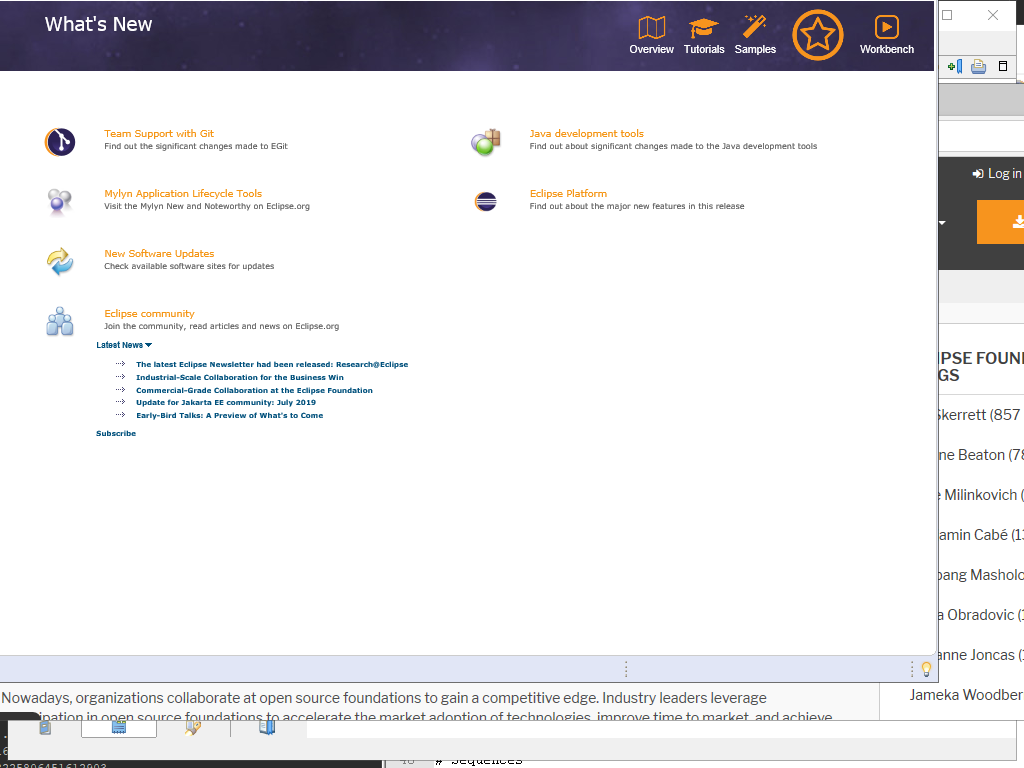 What's New
Overview
Tutorials
Samples
Workbench
Log in
Team Support with Git
Find out the significant changes made to EGit
Java development tools
Find out about significant changes made to the Java development tools
Mylyn Application Lifecycle Tools
Visit the Mylyn New and Noteworthy on Eclipse.org
Eclipse Platform
Find out about the major new features in this release
New Software Updates
Check available software sites for updates
Eclipse community
Join the community, read articles and news on Eclipse.org
Latest News
The latest Eclipse Newsletter had been released: Research@Eclipse
Industrial-Scale Collaboration for the Business Win
Commercial-Grade Collaboration at the Eclipse Foundation
Update for Jakarta EE community: July 2019
Early-Bird Talks: A Preview of What's to Come
Subscribe
IPSE FOUN
GS
Skerrett (857
ne Beaton (78
e Milinkovich (
amin Cabé (13
bang Masholo
a Obradovic (
anne Joncas (
Jameka Woodber
Nowadays, organizations collaborate at open source foundations to gain a competitive edge. Industry leaders leverage
ipation in open source foundations to accelerate the market adoption of technologies, improve time to market, and achieve
# Sequences